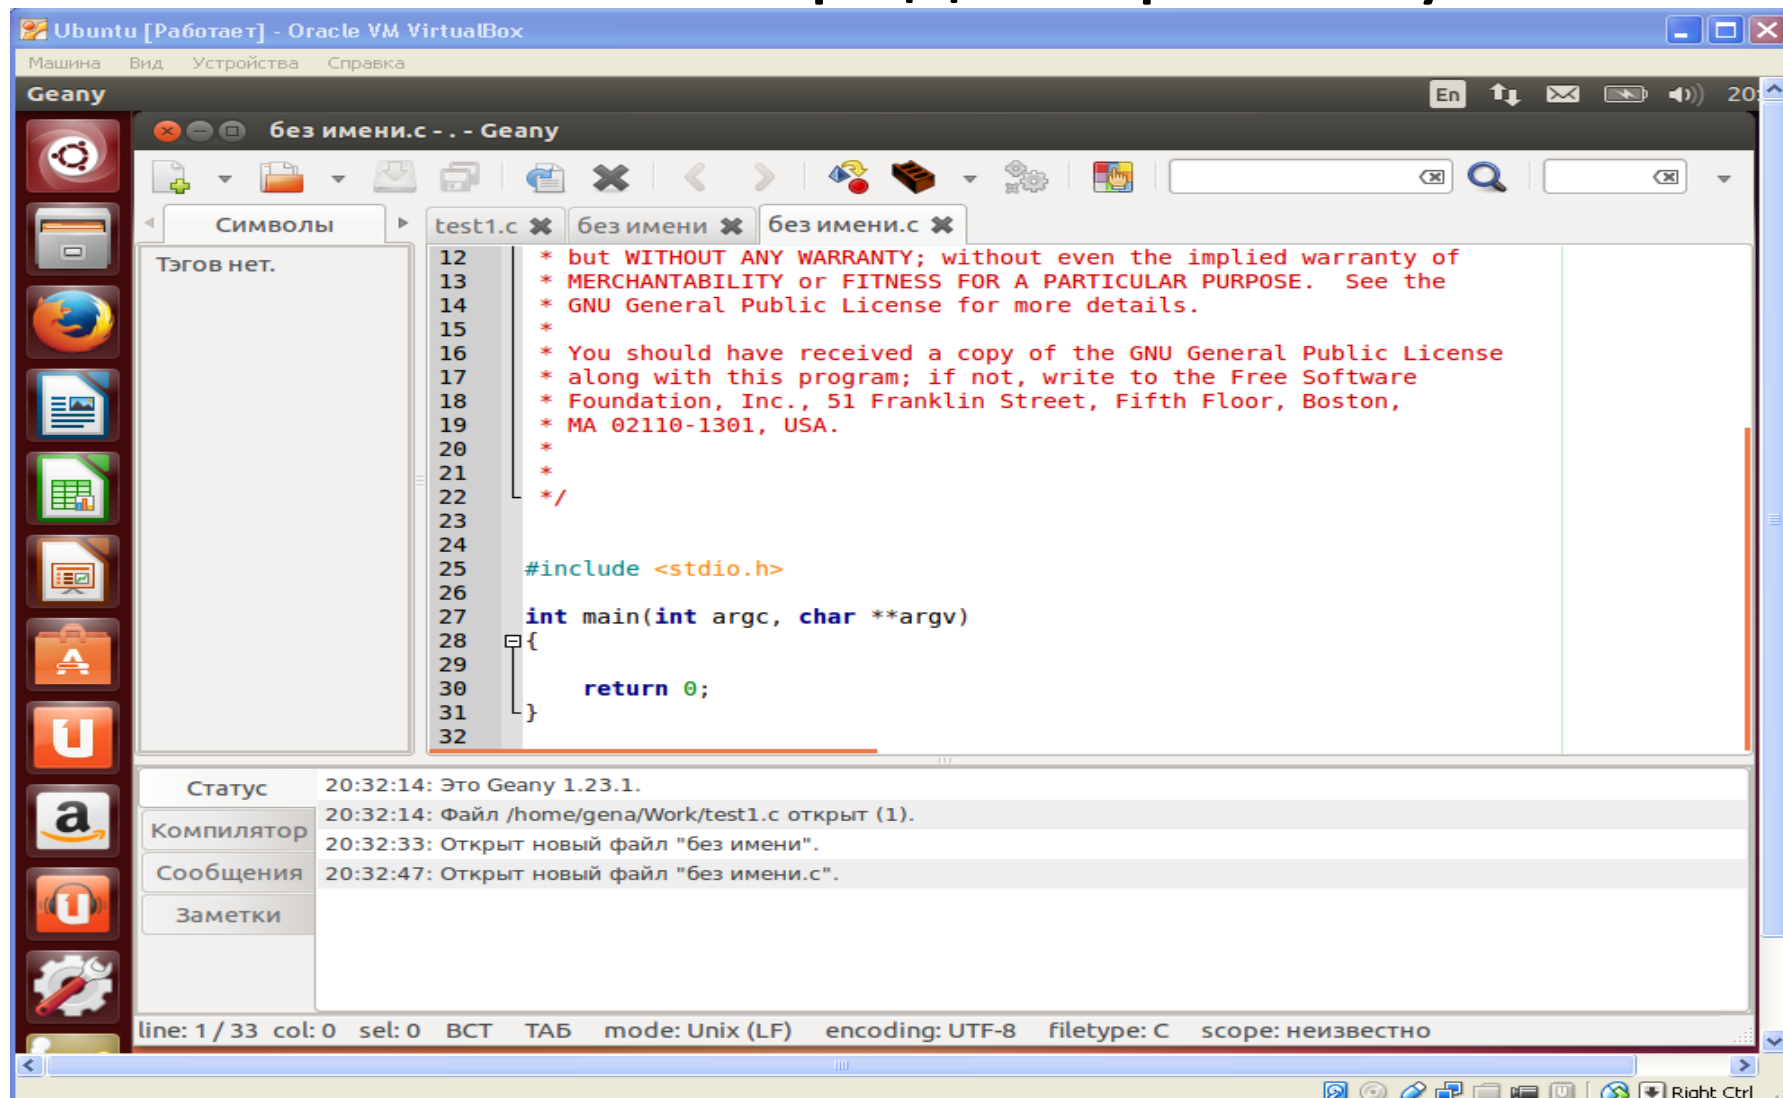 Ubuntu [Работает] - Oracle VM VirtualBox
Машина Вид Устройства Справка
Geany
En
20:
без имени.c - . - Geany
Символы
test1.c
без имени
без имени.c
Тэгов нет.
12 * but WITHOUT ANY WARRANTY; without even the implied warranty of
13 * MERCHANTABILITY or FITNESS FOR A PARTICULAR PURPOSE.  See the
14 * GNU General Public License for more details.
15 *
16 * You should have received a copy of the GNU General Public License
17 * along with this program; if not, write to the Free Software
18 * Foundation, Inc., 51 Franklin Street, Fifth Floor, Boston,
19 * MA 02110-1301, USA.
20 *
21 *
22 */
23
24
25 #include <stdio.h>
26
27 int main(int argc, char **argv)
28 {
29
30 return 0;
31 }
32
Статус
Компилятор
Сообщения
Заметки
20:32:14: Это Geany 1.23.1.
20:32:14: Файл /home/gena/Work/test1.c открыт (1).
20:32:33: Открыт новый файл "без имени".
20:32:47: Открыт новый файл "без имени.c".
line: 1 / 33 col: 0 sel: 0 ВСТ ТАБ mode: Unix (LF) encoding: UTF-8 filetype: C scope: неизвестно
Right Ctrl